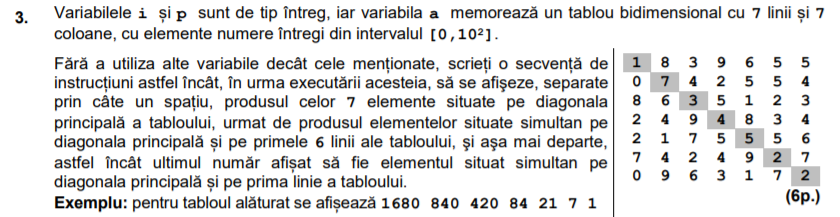 3. Variabilele i și p sunt de tip întreg, iar variabila a memorează un tablou bidimensional cu 7 linii și 7
coloane, cu elemente numere întregi din intervalul [0,10²].
Fără a utiliza alte variabile decât cele menționate, scrieți o secvență de
instrucțiuni astfel încât, în urma executării acesteia, să se afișeze, separate
prin câte un spațiu, produsul celor 7 elemente situate pe diagonala
principală a tabloului, urmat de produsul elementelor situate simultan pe
diagonala principală și pe primele 6 linii ale tabloului, şi aşa mai departe,
astfel încât ultimul număr afișat să fie elementul situat simultan pe
diagonala principală și pe prima linie a tabloului.
Exemplu: pentru tabloul alăturat se afișează 1680 840 420 84 21 7 1
1 8 3 9 6 5 5
0 7 4 2 5 5 4
8 6 3 5 1 2 3
2 4 9 4 8 3 4
2 1 7 5 5 5 6
7 4 2 4 9 2 7
0 9 6 3 1 7 2
(6p.)